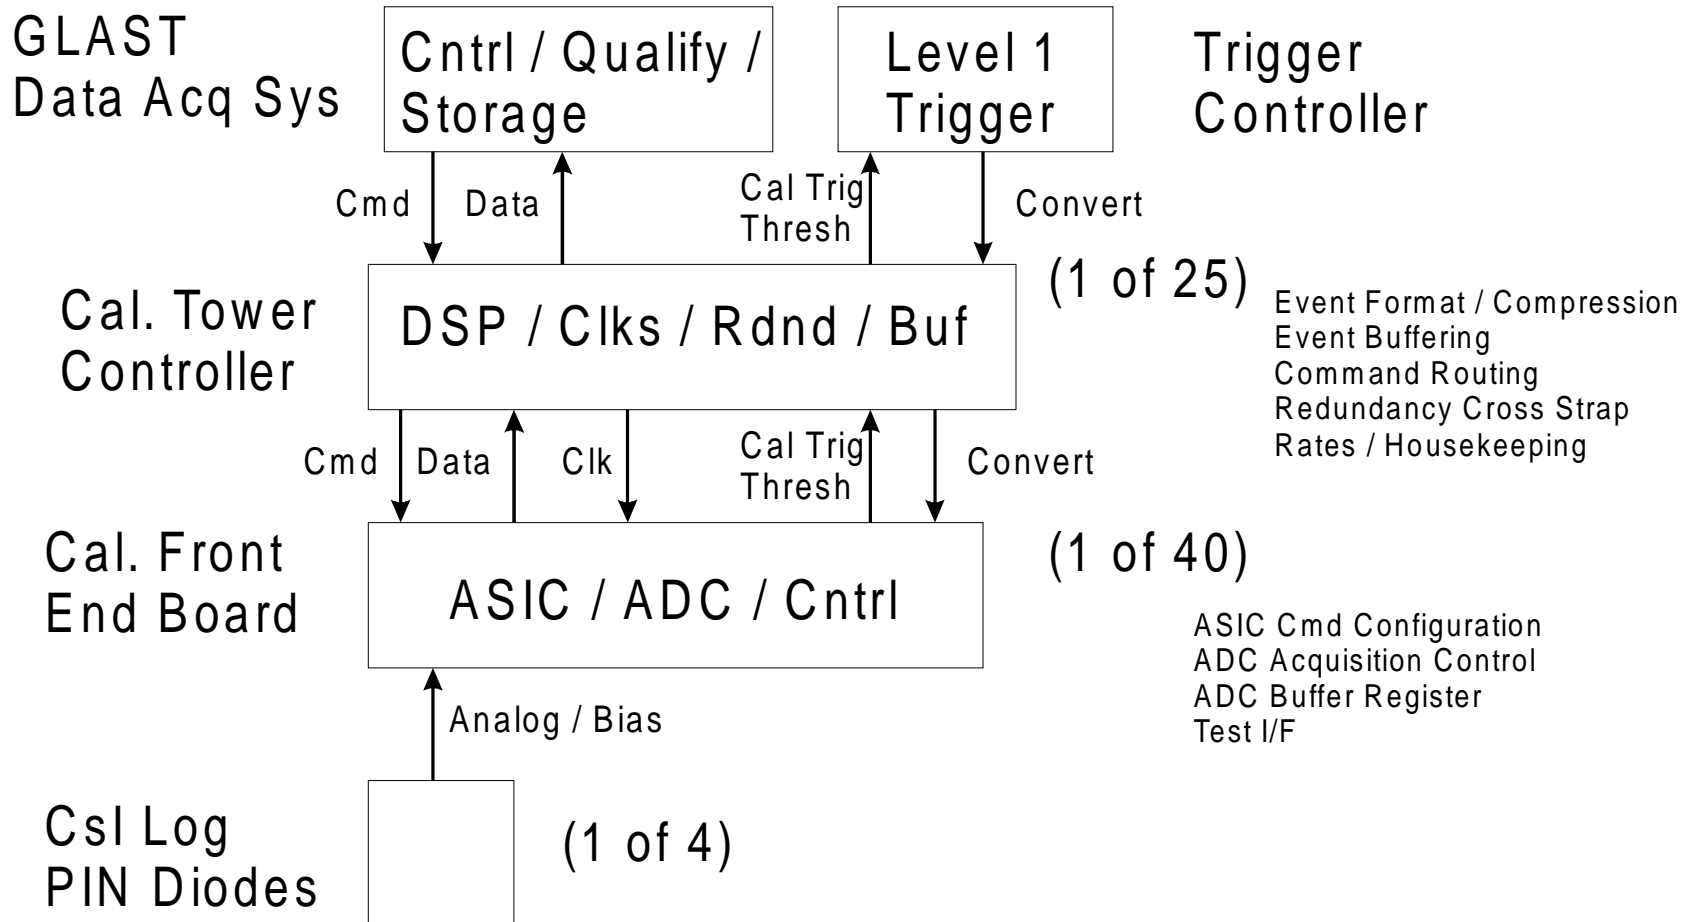 GLAST
Data Acq Sys
Cntrl / Qualify /
Storage
Level 1
Trigger
Trigger
Controller
Cmd
Data
Cal Trig
Thresh
Convert
Cal. Tower
Controller
DSP / Clks / Rdnd / Buf
(1 of 25)
Event Format / Compression
Event Buffering
Command Routing
Redundancy Cross Strap
Rates / Housekeeping
Cmd
Data
Clk
Cal Trig
Thresh
Convert
Cal. Front
End Board
ASIC / ADC / Cntrl
(1 of 40)
ASIC Cmd Configuration
ADC Acquisition Control
ADC Buffer Register
Test I/F
Analog / Bias
CsI Log
PIN Diodes
(1 of 4)